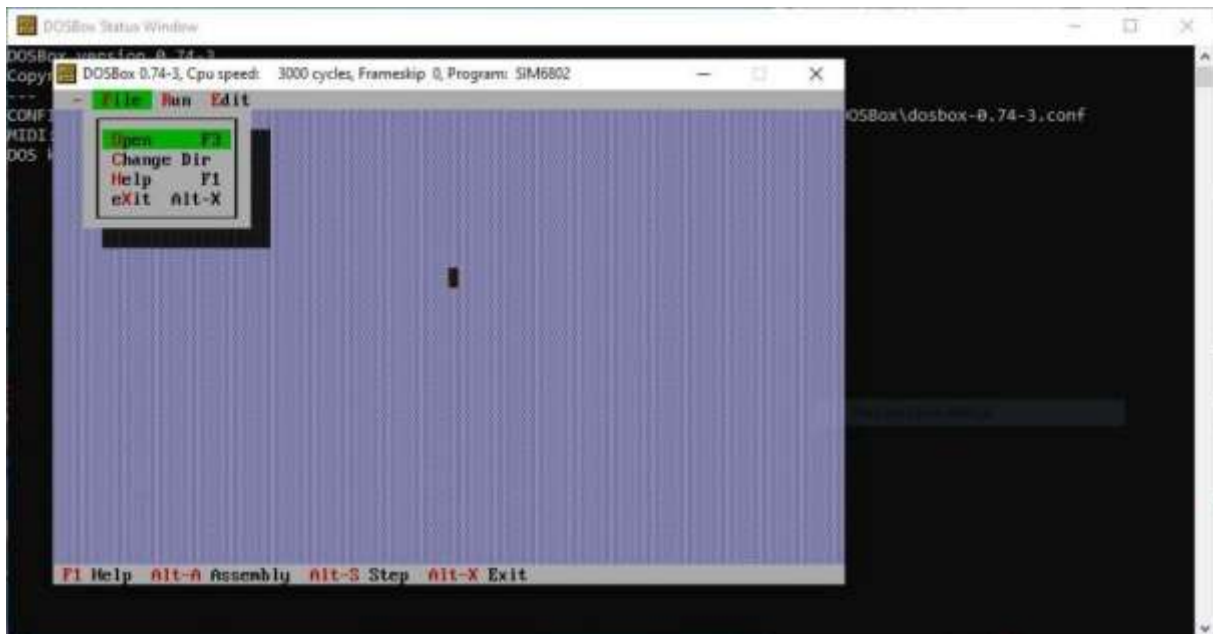 DOSBox Status Window
DOSBox version 0.74-3
Copy
---
CONF
OSBox\dosbox-0.74-3.conf
MIDI:
DOS
DOSBox 0.74-3, Cpu speed: 3000 cycles, Frameskip 0, Program: SIM6802
- File Run Edit
Open F3
Change Dir
Help F1
eXit Alt-X
F1 Help Alt-A Assembly Alt-S Step Alt-X Exit